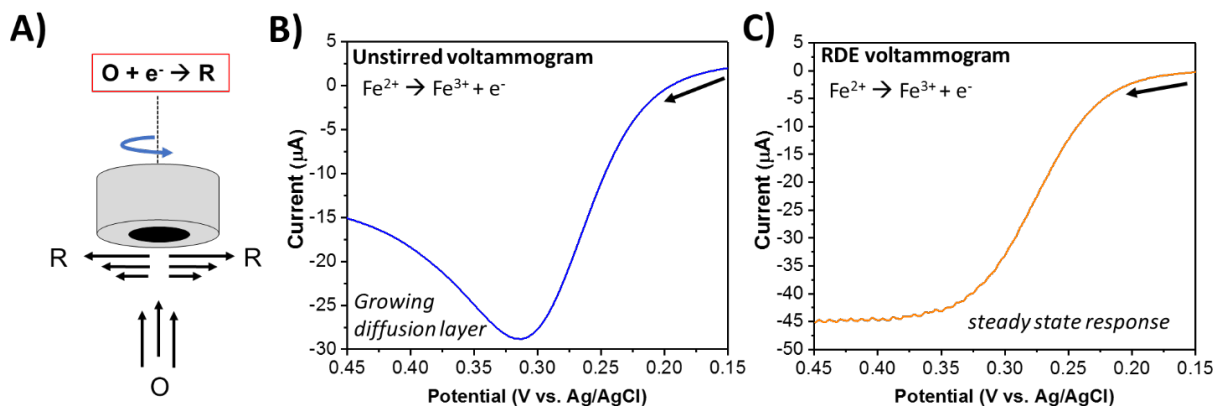 A)
O + e- → R
R
R
O
B)
Unstirred voltammogram
Fe²⁺ → Fe³⁺ + e⁻
Growing
diffusion layer
Current (μA)
5
0
-5
-10
-15
-20
-25
-30
0.45
0.40
0.35
0.30
0.25
0.20
0.15
Potential (V vs. Ag/AgCl)
C)
RDE voltammogram
Fe²⁺ → Fe³⁺ + e⁻
steady state response
Current (μA)
5
0
-5
-10
-15
-20
-25
-30
-35
-40
-45
-50
0.45
0.40
0.35
0.30
0.25
0.20
0.15
Potential (V vs. Ag/AgCl)